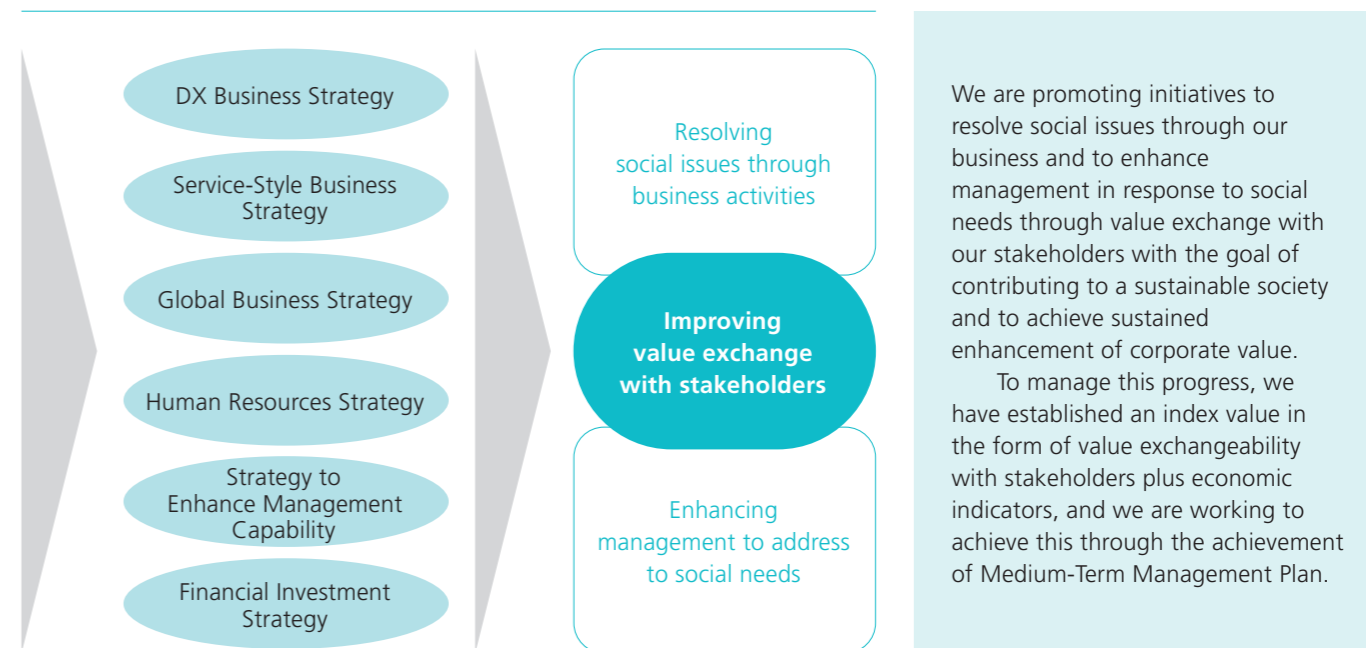 DX Business Strategy
Service-Style Business
Strategy
Global Business Strategy
Human Resources Strategy
Strategy to
Enhance Management
Capability
Financial Investment
Strategy
Resolving
social issues through
business activities
Improving
value exchange
with stakeholders
Enhancing
management to address
to social needs
We are promoting initiatives to
resolve social issues through our
business and to enhance
management in response to social
needs through value exchange with
our stakeholders with the goal of
contributing to a sustainable society
and to achieve sustained
enhancement of corporate value.
To manage this progress, we
have established an index value in
the form of value exchangeability
with stakeholders plus economic
indicators, and we are working to
achieve this through the achievement
of Medium-Term Management Plan.